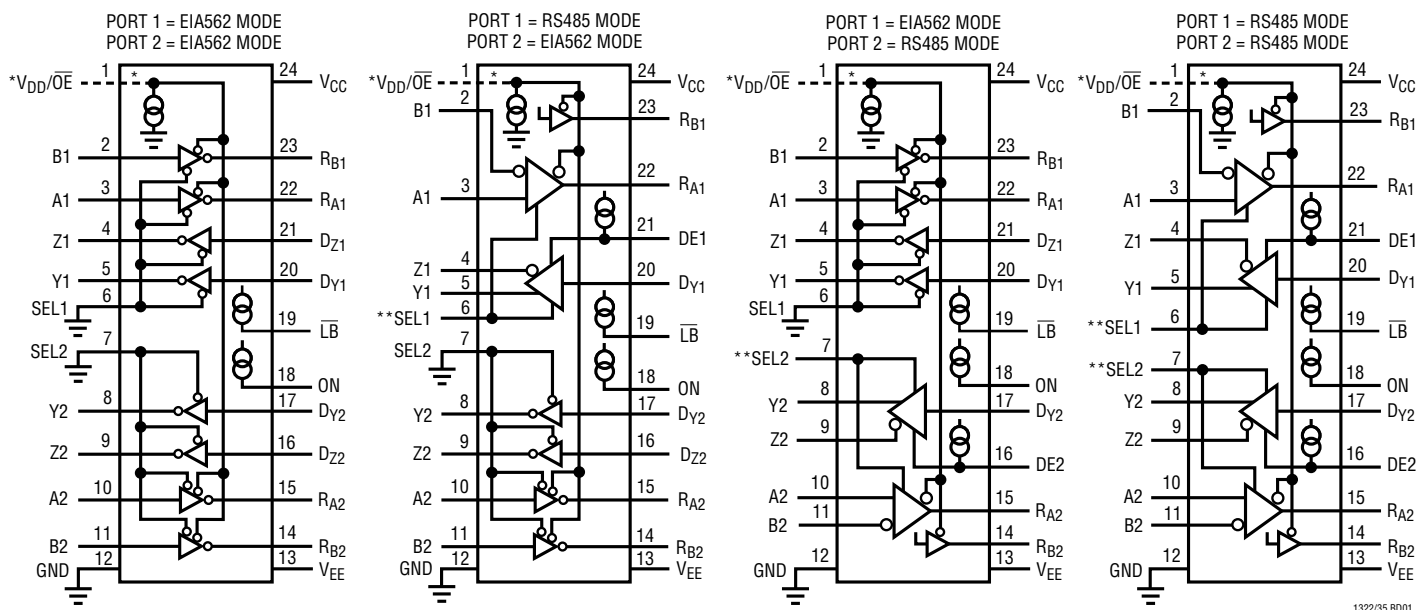 PORT 1 = EIA562 MODE
PORT 2 = EIA562 MODE
*VDD/OE
1
*
24
VCC
B1
2
23
RB1
A1
3
22
RA1
Z1
4
21
DZ1
Y1
5
20
DY1
6
SEL1
19
LB
7
SEL2
18
ON
Y2
8
17
DY2
Z2
9
16
DZ2
A2
10
15
RA2
B2
11
14
RB2
GND
12
13
VEE
PORT 1 = RS485 MODE
PORT 2 = EIA562 MODE
*VDD/OE
1
*
24
VCC
2
B1
23
RB1
22
RA1
3
A1
21
DE1
4
Z1
20
DY1
5
Y1
6
**SEL1
19
LB
7
SEL2
18
ON
Y2
8
17
DY2
Z2
9
16
DZ2
A2
10
15
RA2
B2
11
14
RB2
GND
12
13
VEE
PORT 1 = EIA562 MODE
PORT 2 = RS485 MODE
*VDD/OE
1
*
24
VCC
B1
2
23
RB1
A1
3
22
RA1
Z1
4
21
DZ1
Y1
5
20
DY1
6
SEL1
19
LB
**SEL2
7
18
ON
8
Y2
17
DY2
Z2
9
16
DE2
A2
10
15
RA2
11
B2
14
RB2
GND
12
13
VEE
PORT 1 = RS485 MODE
PORT 2 = RS485 MODE
*VDD/OE
1
*
24
VCC
2
B1
23
RB1
22
RA1
3
A1
21
DE1
Z1
4
20
DY1
5
Y1
6
**SEL1
19
LB
7
**SEL2
18
ON
8
Y2
17
DY2
Z2
9
16
DE2
A2
10
15
RA2
11
B2
14
RB2
GND
12
13
VEE
1322/35 BD01